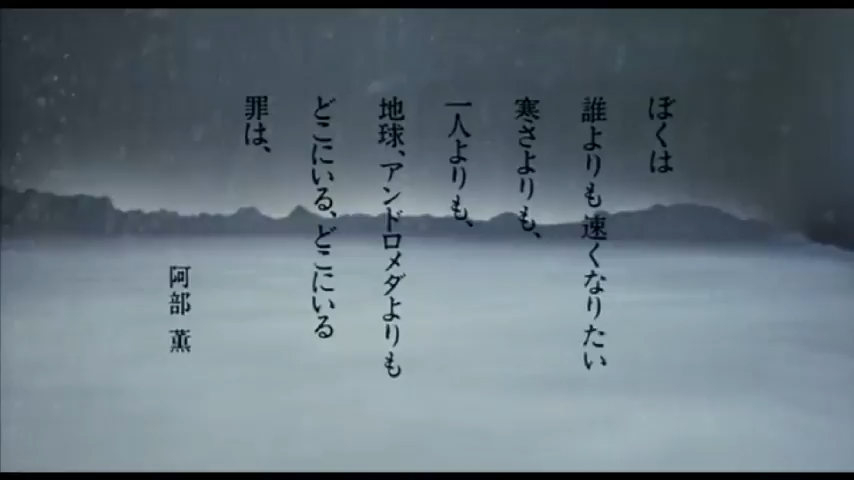 ぼくは
誰よりも速くなりたい
寒さよりも、
一人よりも、
地球、アンドロメダよりも
どこにいる、どこにいる
罪は、
阿部 薫